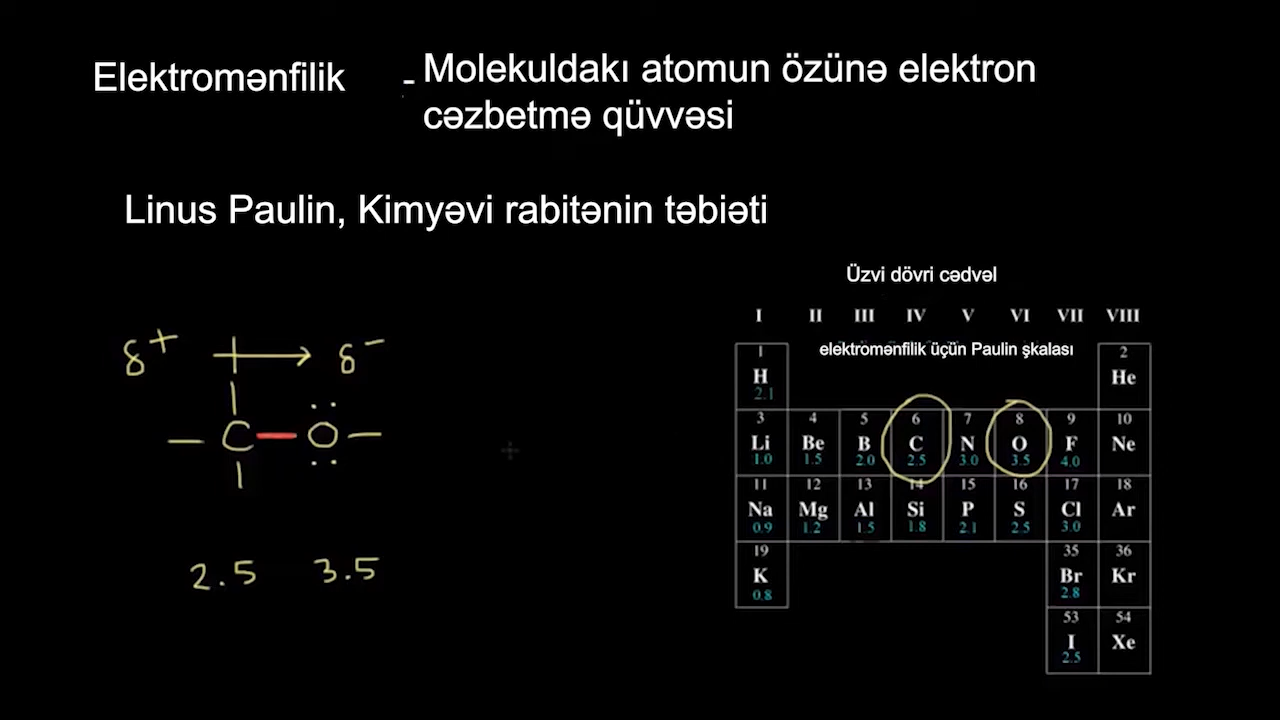 Elektromənfilik
- Molekuldakı atomun özünə elektron
cəzbetmə qüvvəsi
Linus Paulin, Kimyəvi rabitənin təbiəti
Üzvi dövri cədvəl
I II III IV V VI VII VIII
elektromənfilik üçün Paulin şkalası
1 2
H He
2.1
3 4 5 6 7 8 9 10
Li Be B C N O F Ne
1.0 1.5 2.0 2.5 3.0 3.5 4.0
11 12 13 14 15 16 17 18
Na Mg Al Si P S Cl Ar
0.9 1.2 1.5 1.8 2.1 2.5 3.0
19 35 36
K Br Kr
0.8 2.8
53 54
I Xe
2.5
δ+ δ-
C O
2.5 3.5